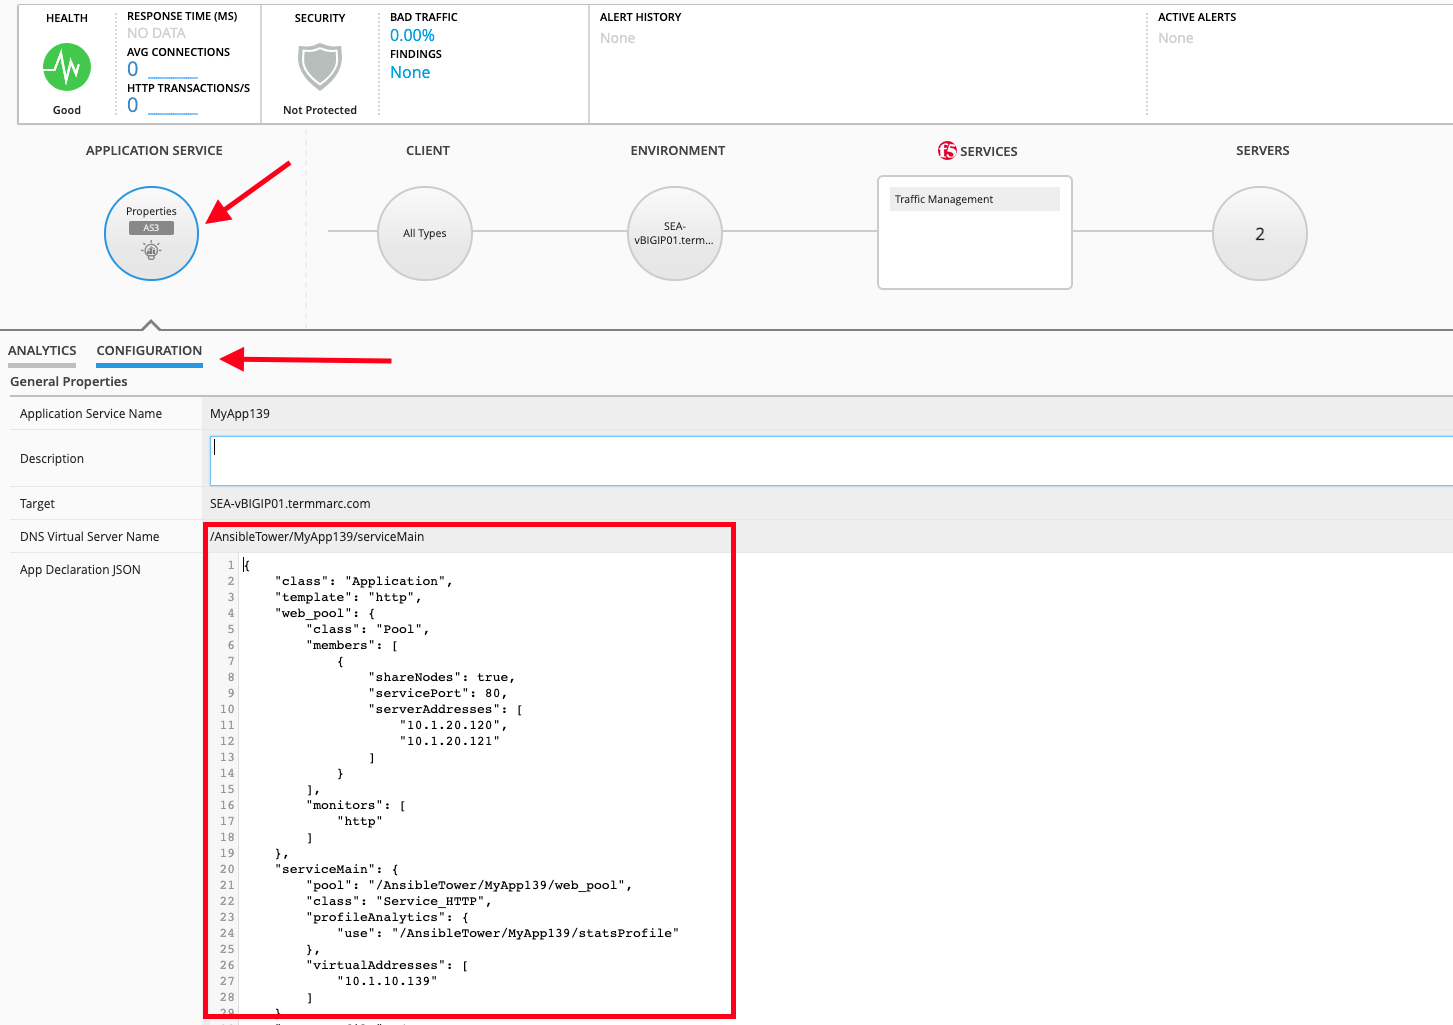 HEALTH
Good
RESPONSE TIME (MS)
NO DATA
AVG CONNECTIONS
0
HTTP TRANSACTIONS/S
0
SECURITY
Not Protected
BAD TRAFFIC
0.00%
FINDINGS
None
ALERT HISTORY
None
ACTIVE ALERTS
None
APPLICATION SERVICE
CLIENT
ENVIRONMENT
f5 SERVICES
SERVERS
Properties
AS3
All Types
SEA-
vBIGIP01.term...
Traffic Management
2
ANALYTICS
CONFIGURATION
General Properties
Application Service Name
MyApp139
Description
Target
SEA-vBIGIP01.termmarc.com
DNS Virtual Server Name
/AnsibleTower/MyApp139/serviceMain
App Declaration JSON
1 {
2     "class": "Application",
3     "template": "http",
4     "web_pool": {
5         "class": "Pool",
6         "members": [
7             {
8                 "shareNodes": true,
9                 "servicePort": 80,
10                 "serverAddresses": [
11                     "10.1.20.120",
12                     "10.1.20.121"
13                 ]
14             }
15         ],
16         "monitors": [
17             "http"
18         ]
19     },
20     "serviceMain": {
21         "pool": "/AnsibleTower/MyApp139/web_pool",
22         "class": "Service_HTTP",
23         "profileAnalytics": {
24             "use": "/AnsibleTower/MyApp139/statsProfile"
25         },
26         "virtualAddresses": [
27             "10.1.10.139"
28         ]
29     }